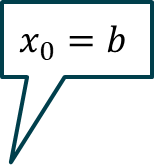 x₀ = b